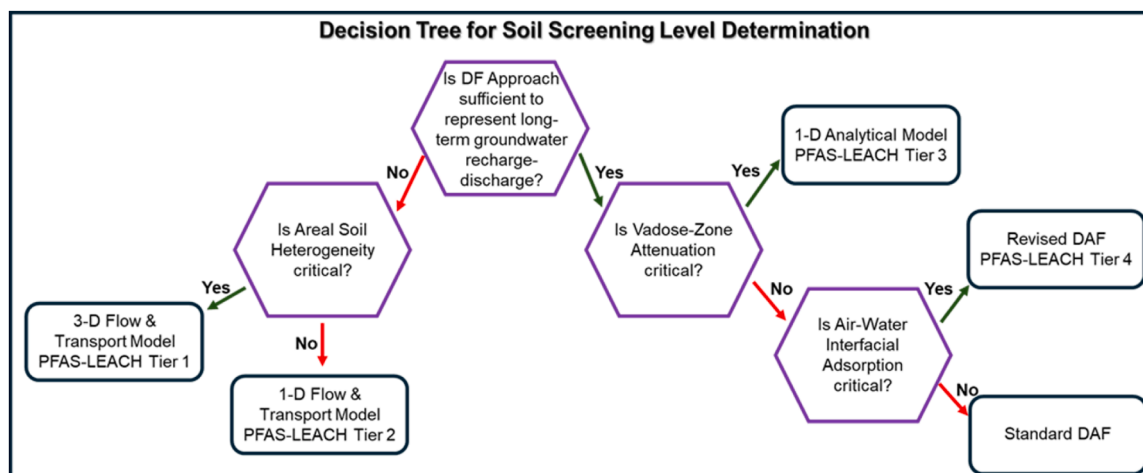 Decision Tree for Soil Screening Level Determination
Is DF Approach
sufficient to
represent long-
term groundwater
recharge-
discharge?
No
Yes
Is Areal Soil
Heterogeneity
critical?
Yes
3-D Flow &
Transport Model
PFAS-LEACH Tier 1
No
1-D Flow &
Transport Model
PFAS-LEACH Tier 2
Is Vadose-Zone
Attenuation
critical?
Yes
1-D Analytical Model
PFAS-LEACH Tier 3
No
Is Air-Water
Interfacial
Adsorption
critical?
Yes
Revised DAF
PFAS-LEACH Tier 4
No
Standard DAF